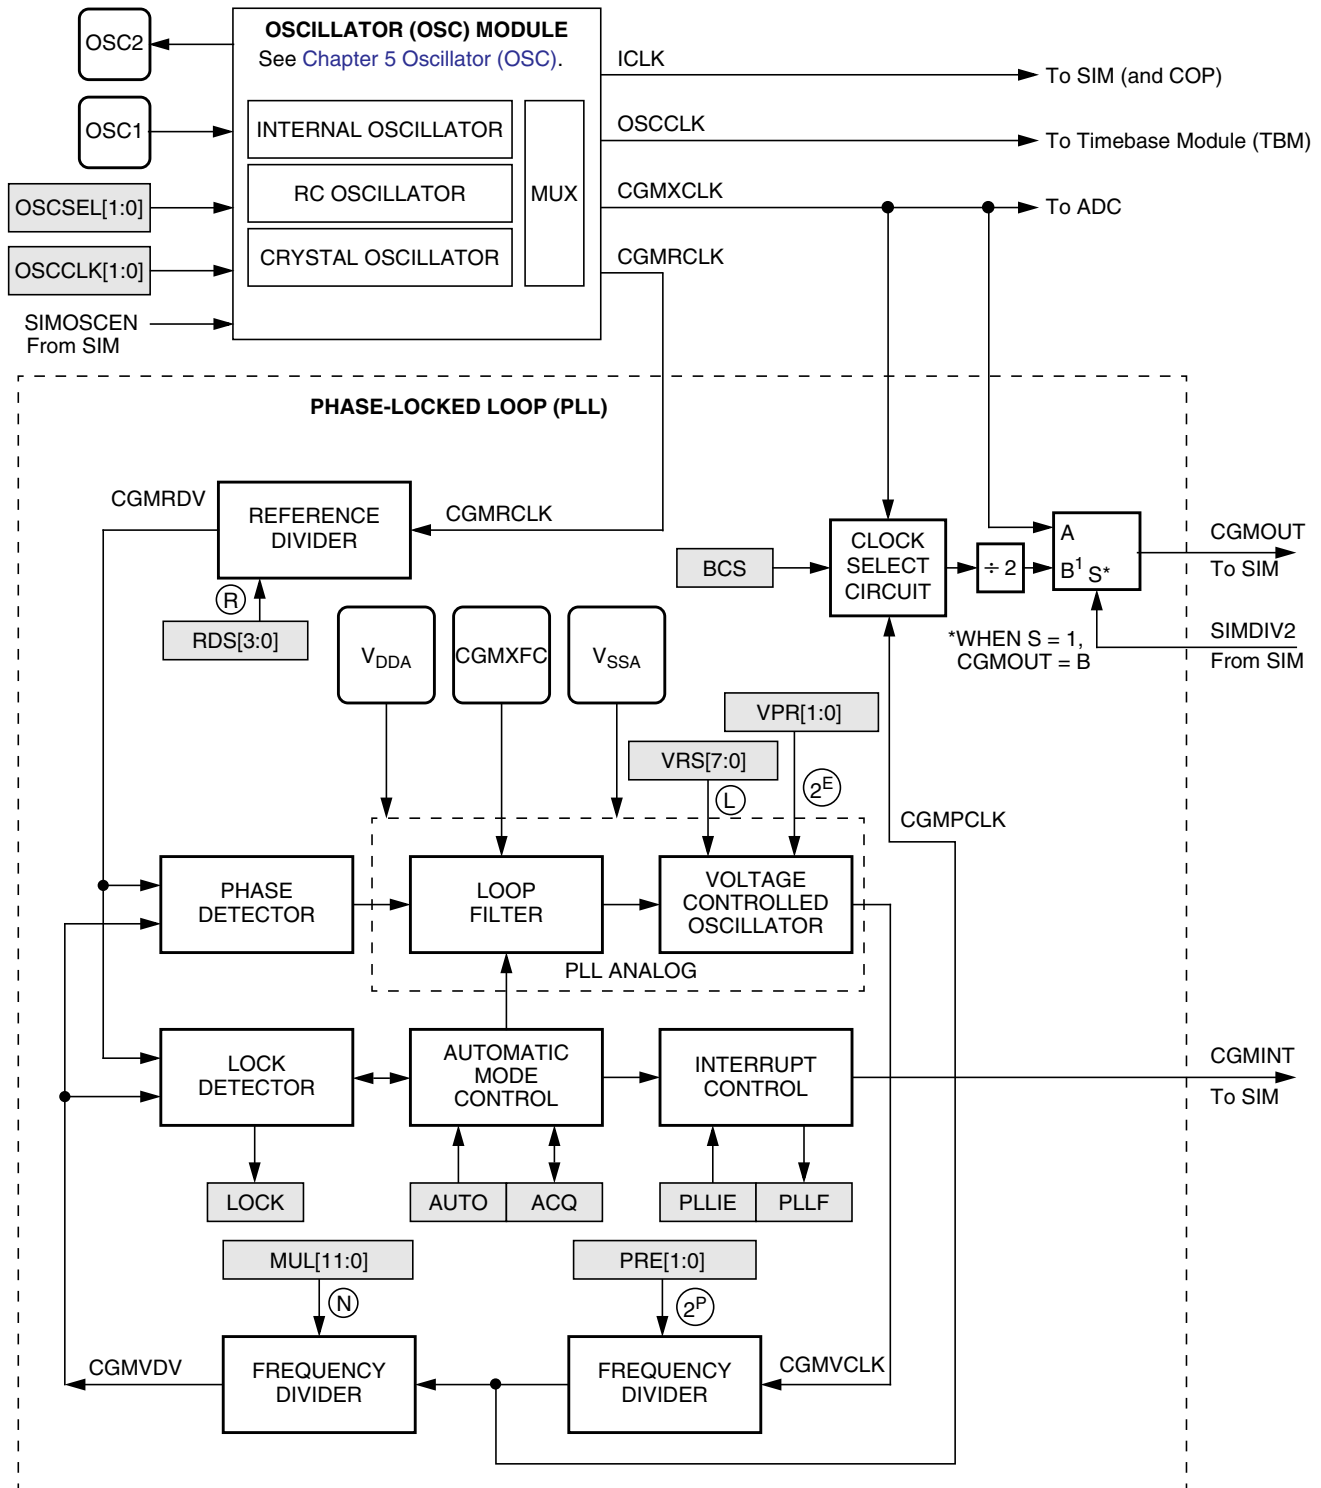 OSCILLATOR (OSC) MODULE
See Chapter 5 Oscillator (OSC).
OSC2
OSC1
OSCSEL[1:0]
OSCCLK[1:0]
SIMOSCEN
From SIM
INTERNAL OSCILLATOR
RC OSCILLATOR
CRYSTAL OSCILLATOR
MUX
ICLK
To SIM (and COP)
OSCCLK
To Timebase Module (TBM)
CGMXCLK
To ADC
CGMRCLK
PHASE-LOCKED LOOP (PLL)
CGMRDV
REFERENCE
DIVIDER
CGMRCLK
R
RDS[3:0]
BCS
CLOCK
SELECT
CIRCUIT
÷ 2
A
B¹ S*
CGMOUT
To SIM
SIMDIV2
From SIM
*WHEN S = 1,
CGMOUT = B
VDDA
CGMXFC
VSSA
VPR[1:0]
VRS[7:0]
L
2ᴱ
CGMPCLK
PHASE
DETECTOR
LOOP
FILTER
VOLTAGE
CONTROLLED
OSCILLATOR
PLL ANALOG
LOCK
DETECTOR
AUTOMATIC
MODE
CONTROL
INTERRUPT
CONTROL
CGMINT
To SIM
LOCK
AUTO
ACQ
PLLIE
PLLF
MUL[11:0]
N
PRE[1:0]
2ᴾ
CGMVDV
FREQUENCY
DIVIDER
FREQUENCY
DIVIDER
CGMVCLK